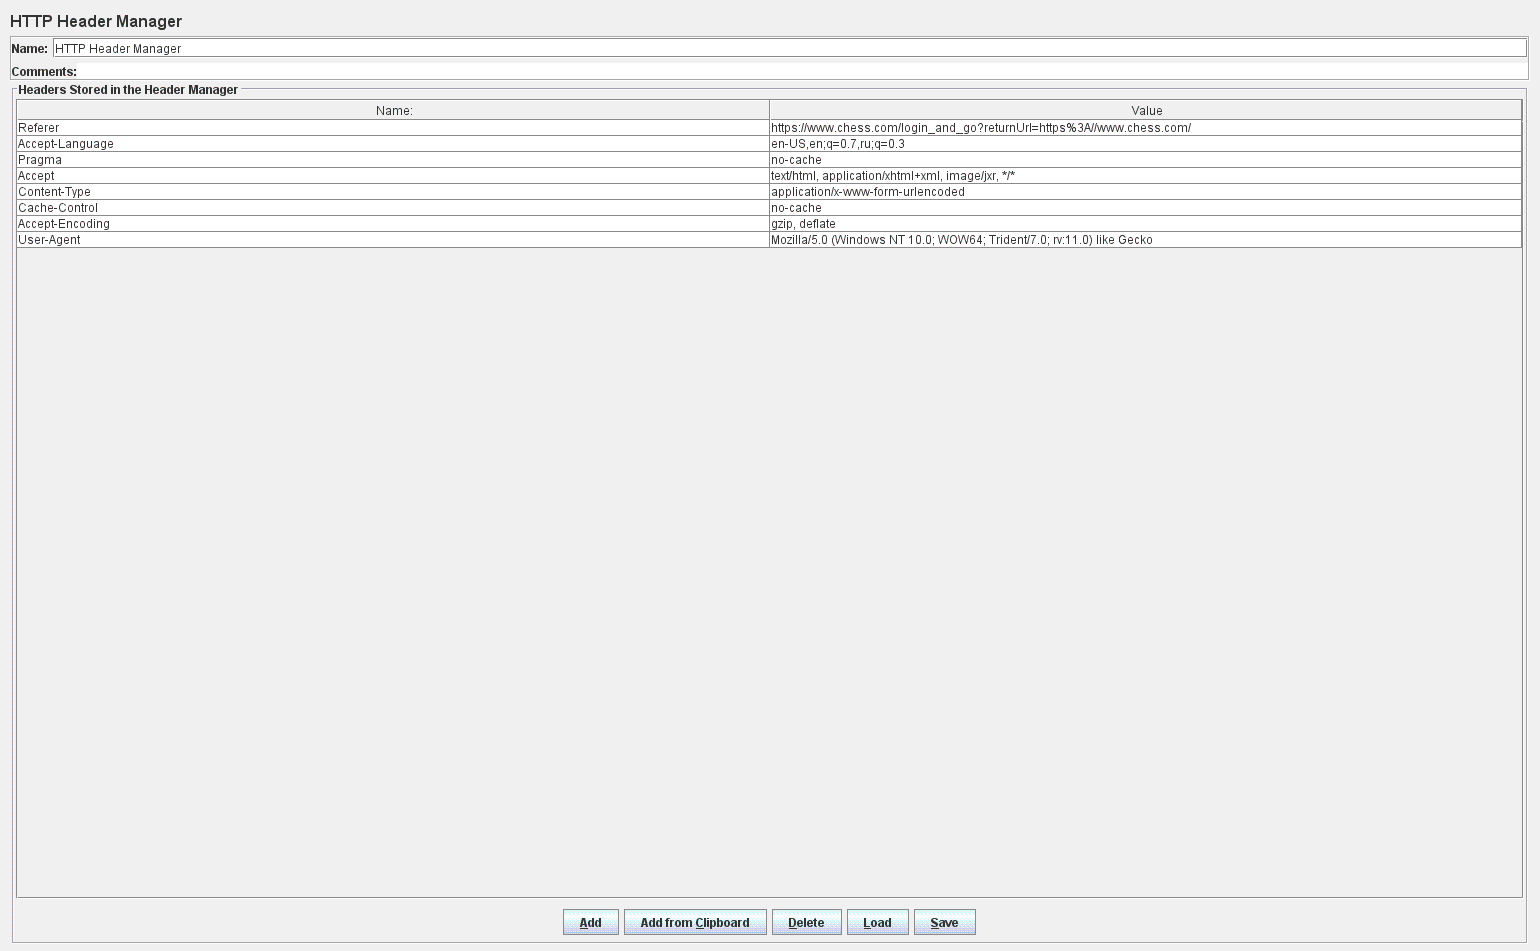 HTTP Header Manager
Name: HTTP Header Manager
Comments:
Headers Stored in the Header Manager
Name: Value
Referer https://www.chess.com/login_and_go?returnUrl=https%3A//www.chess.com/
Accept-Language en-US,en;q=0.7,ru;q=0.3
Pragma no-cache
Accept text/html, application/xhtml+xml, image/jxr, */*
Content-Type application/x-www-form-urlencoded
Cache-Control no-cache
Accept-Encoding gzip, deflate
User-Agent Mozilla/5.0 (Windows NT 10.0; WOW64; Trident/7.0; rv:11.0) like Gecko
Add Add from Clipboard Delete Load Save